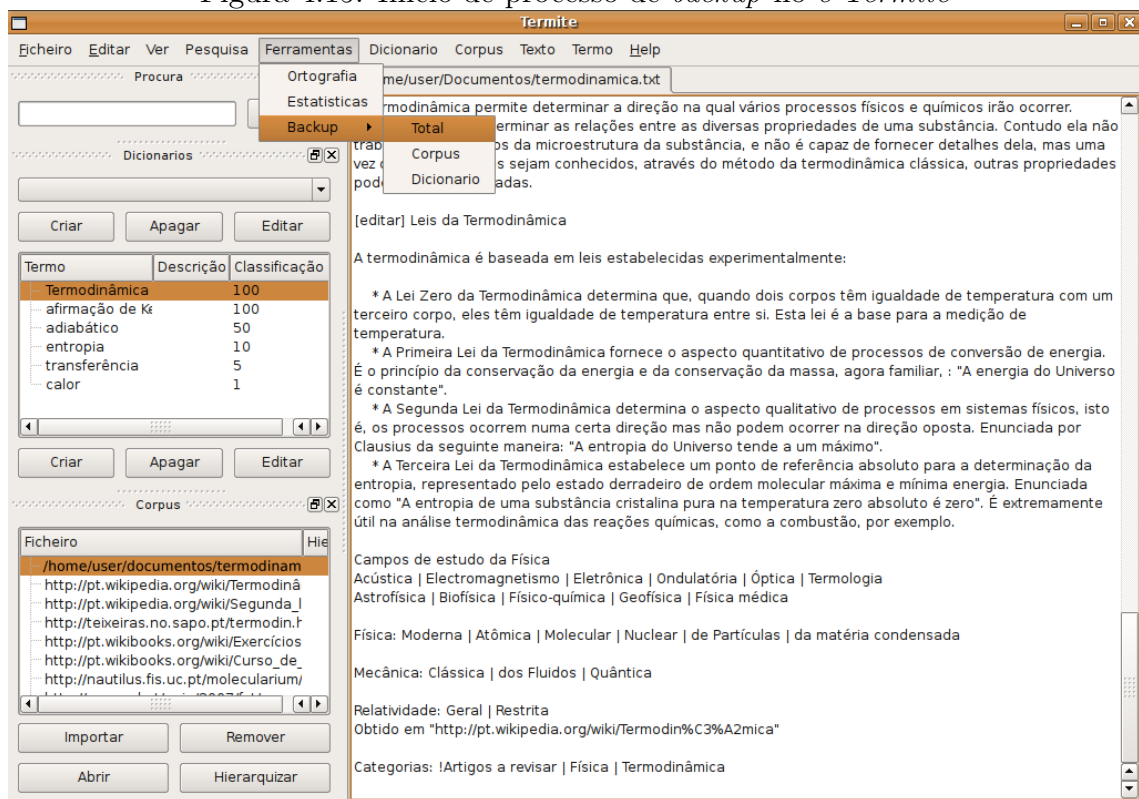 Figura 4.15: Início de processo de backup no o Termite
Termite
Ficheiro Editar Ver Pesquisa Ferramentas Dicionario Corpus Texto Termo Help
Procura
Ortografia
Estatisticas
Backup
Total
Corpus
Dicionario
Dicionarios
Criar Apagar Editar
Termo Descrição Classificação
Termodinâmica 100
afirmação de 100
adiabático 50
entropia 10
transferência 5
calor 1
Criar Apagar Editar
Corpus
Ficheiro Hie
/home/user/documentos/termodinam
http://pt.wikipedia.org/wiki/Termodinâ
http://pt.wikipedia.org/wiki/Segunda_l
http://teixeiras.no.sapo.pt/termodin.h
http://pt.wikibooks.org/wiki/Exercícios
http://pt.wikibooks.org/wiki/Curso_de_
http://nautilus.fis.uc.pt/molecularium/
Importar Remover
Abrir Hierarquizar
me/user/Documentos/termodinamica.txt
rmodinâmica permite determinar a direção na qual vários processos físicos e químicos irão ocorrer.
erminar as relações entre as diversas propriedades de uma substância. Contudo ela não
trab os da microestrutura da substância, e não é capaz de fornecer detalhes dela, mas uma
vez s sejam conhecidos, através do método da termodinâmica clássica, outras propriedades
pod adas.
[editar] Leis da Termodinâmica
A termodinâmica é baseada em leis estabelecidas experimentalmente:
* A Lei Zero da Termodinâmica determina que, quando dois corpos têm igualdade de temperatura com um
terceiro corpo, eles têm igualdade de temperatura entre si. Esta lei é a base para a medição de
temperatura.
* A Primeira Lei da Termodinâmica fornece o aspecto quantitativo de processos de conversão de energia.
É o princípio da conservação da energia e da conservação da massa, agora familiar, : "A energia do Universo
é constante".
* A Segunda Lei da Termodinâmica determina o aspecto qualitativo de processos em sistemas físicos, isto
é, os processos ocorrem numa certa direção mas não podem ocorrer na direção oposta. Enunciada por
Clausius da seguinte maneira: "A entropia do Universo tende a um máximo".
* A Terceira Lei da Termodinâmica estabelece um ponto de referência absoluto para a determinação da
entropia, representado pelo estado derradeiro de ordem molecular máxima e mínima energia. Enunciada
como "A entropia de uma substância cristalina pura na temperatura zero absoluto é zero". É extremamente
útil na análise termodinâmica das reações químicas, como a combustão, por exemplo.
Campos de estudo da Física
Acústica | Electromagnetismo | Eletrônica | Ondulatória | Óptica | Termologia
Astrofísica | Biofísica | Físico-química | Geofísica | Física médica
Física: Moderna | Atômica | Molecular | Nuclear | de Partículas | da matéria condensada
Mecânica: Clássica | dos Fluidos | Quântica
Relatividade: Geral | Restrita
Obtido em "http://pt.wikipedia.org/wiki/Termodin%C3%A2mica"
Categorias: !Artigos a revisar | Física | Termodinâmica